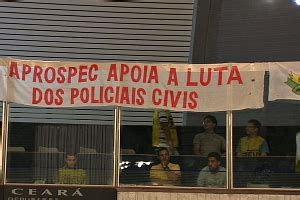 APROSPEC APOIA A LUTA
DOS POLICIAIS CIVIS
CEARÁ